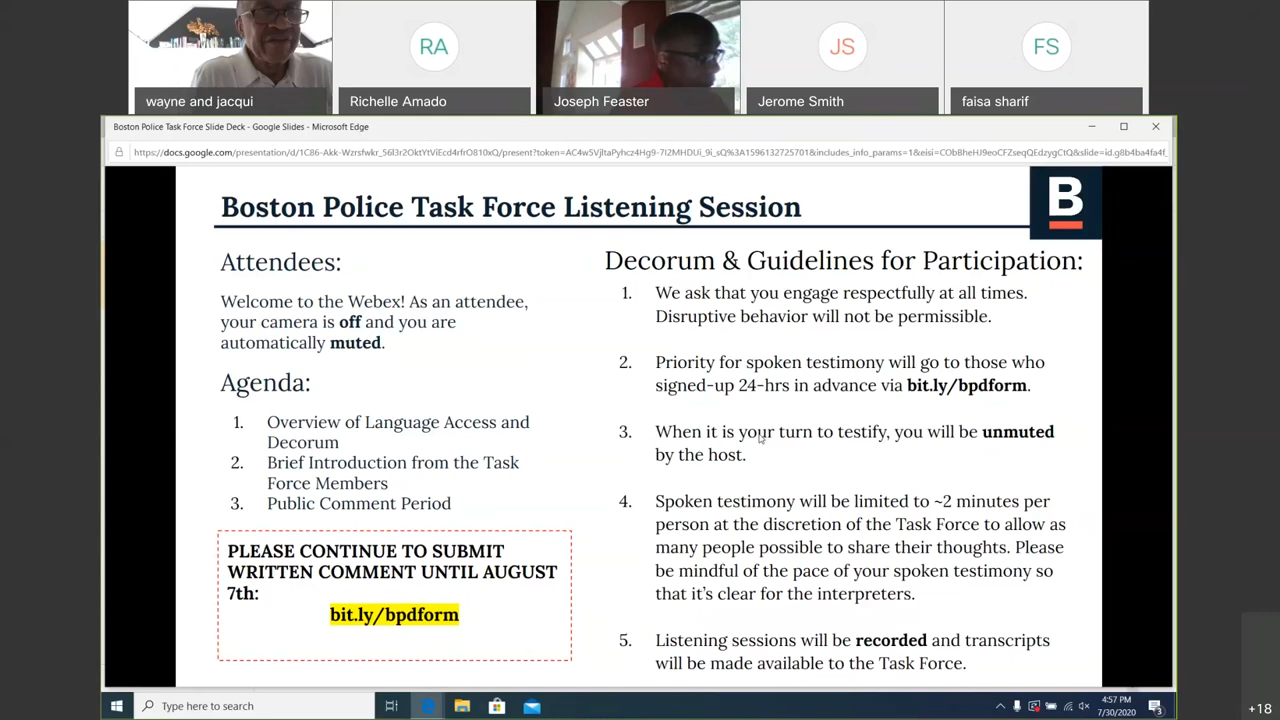 RA
JS
FS
wayne and jacqui
Richelle Amado
Joseph Feaster
Jerome Smith
faisa sharif
Boston Police Task Force Slide Deck - Google Slides - Microsoft Edge
Boston Police Task Force Listening Session
B
Attendees:
Welcome to the Webex! As an attendee,
your camera is off and you are
automatically muted.
Agenda:
1. Overview of Language Access and
Decorum
2. Brief Introduction from the Task
Force Members
3. Public Comment Period
PLEASE CONTINUE TO SUBMIT
WRITTEN COMMENT UNTIL AUGUST
7th:
bit.ly/bpdform
Decorum & Guidelines for Participation:
1. We ask that you engage respectfully at all times.
Disruptive behavior will not be permissible.
2. Priority for spoken testimony will go to those who
signed-up 24-hrs in advance via bit.ly/bpdform.
3. When it is your turn to testify, you will be unmuted
by the host.
4. Spoken testimony will be limited to ~2 minutes per
person at the discretion of the Task Force to allow as
many people possible to share their thoughts. Please
be mindful of the pace of your spoken testimony so
that it's clear for the interpreters.
5. Listening sessions will be recorded and transcripts
will be made available to the Task Force.
Type here to search
4:57 PM
7/30/2020
3
+18